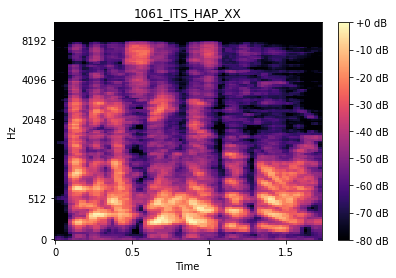 1061_ITS_HAP_XX
8192
4096
2048
1024
512
0
Hz
0
0.5
1
1.5
Time
+0 dB
-10 dB
-20 dB
-30 dB
-40 dB
-50 dB
-60 dB
-70 dB
-80 dB